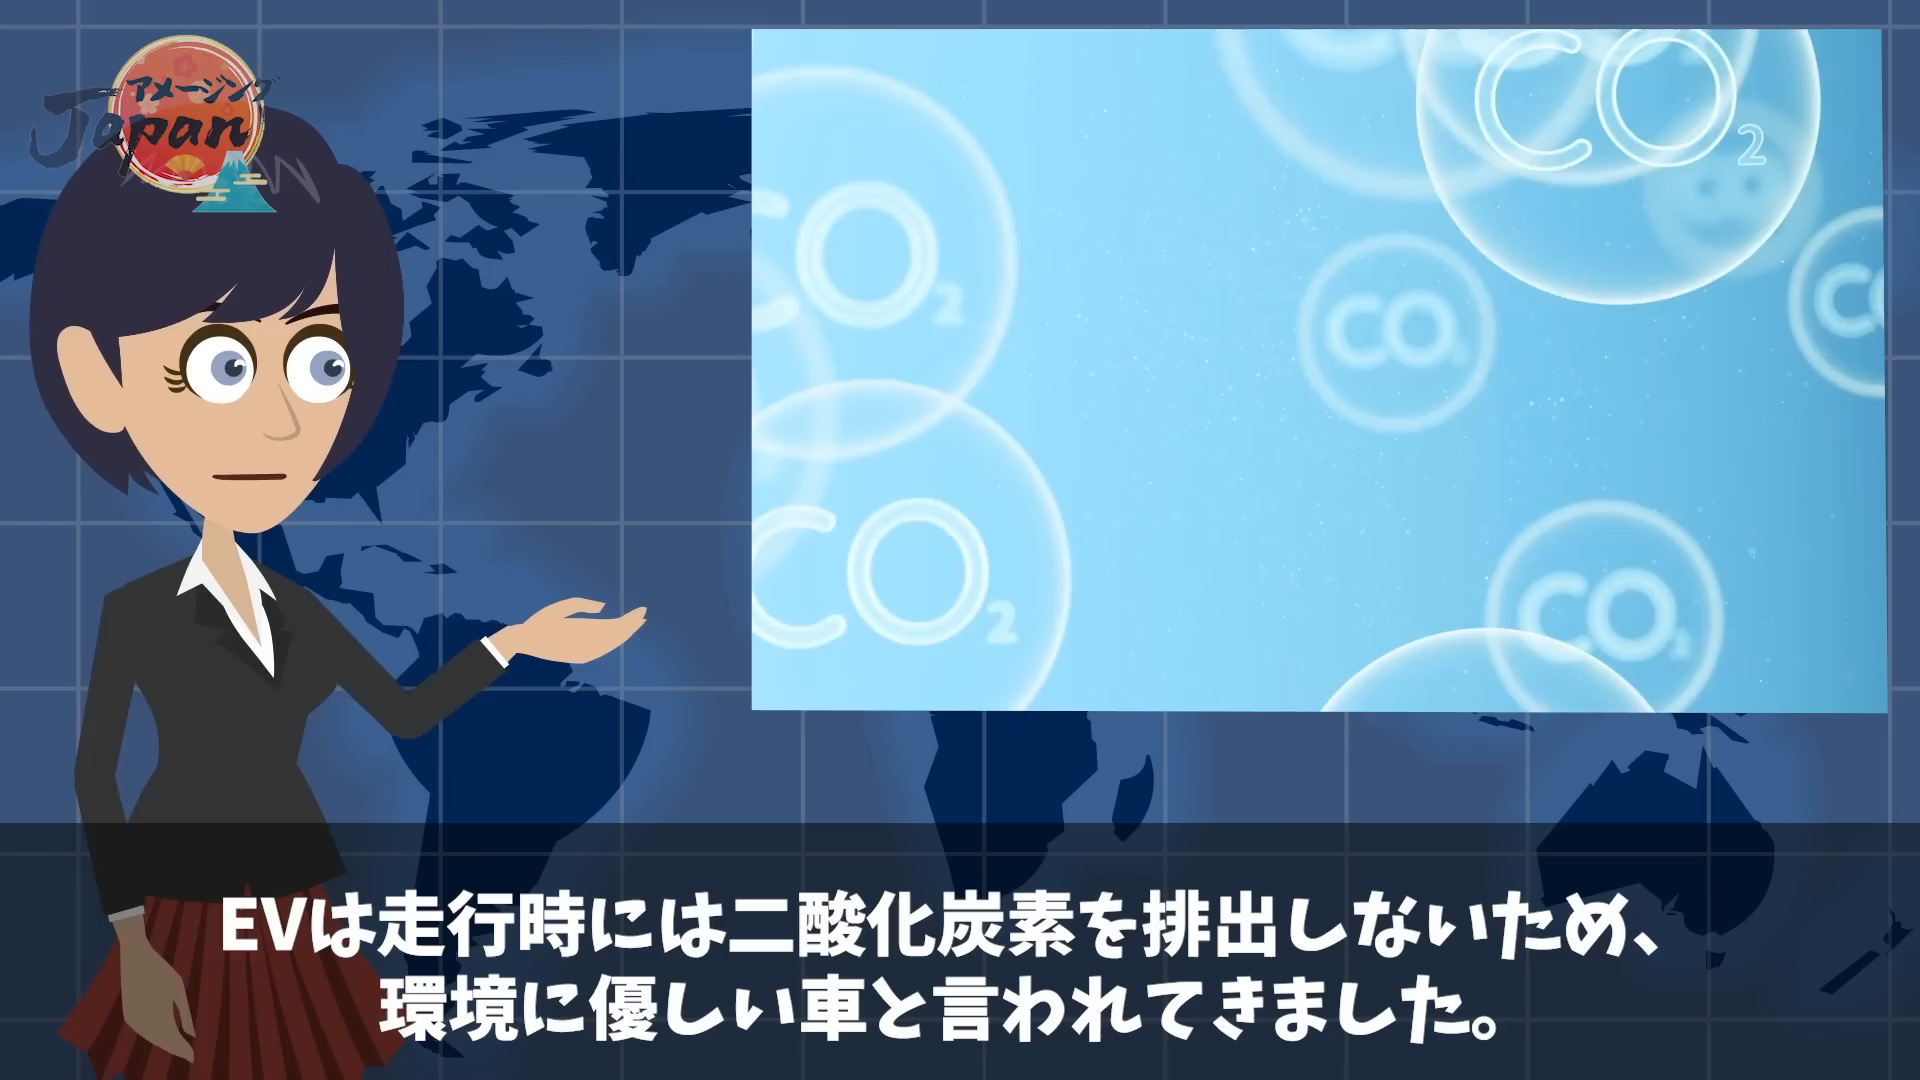 アメージング
Japan
CO2
CO2
CO
CO2
CO
CO2
EVは走行時には二酸化炭素を排出しないため、
環境に優しい車と言われてきました。